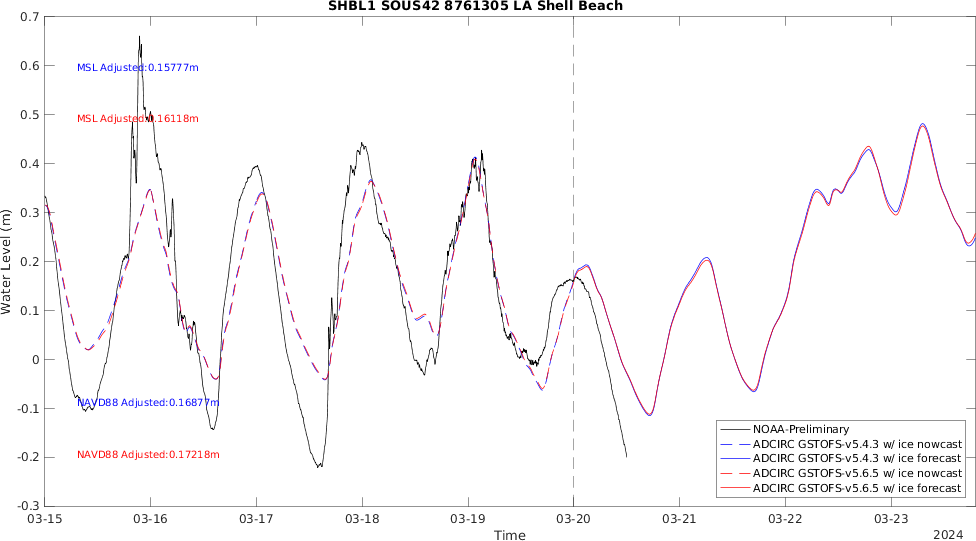 SHBL1 SOUS42 8761305 LA Shell Beach
0.7
0.6
0.5
0.4
0.3
0.2
0.1
0
-0.1
-0.2
-0.3
Water Level (m)
MSL Adjusted:0.15777m
MSL Adjusted:0.16118m
NAVD88 Adjusted:0.16877m
NAVD88 Adjusted:0.17218m
NOAA-Preliminary
ADCIRC GSTOFS-v5.4.3 w/ ice nowcast
ADCIRC GSTOFS-v5.4.3 w/ ice forecast
ADCIRC GSTOFS-v5.6.5 w/ ice nowcast
ADCIRC GSTOFS-v5.6.5 w/ ice forecast
03-15 03-16 03-17 03-18 03-19 03-20 03-21 03-22 03-23
Time
2024